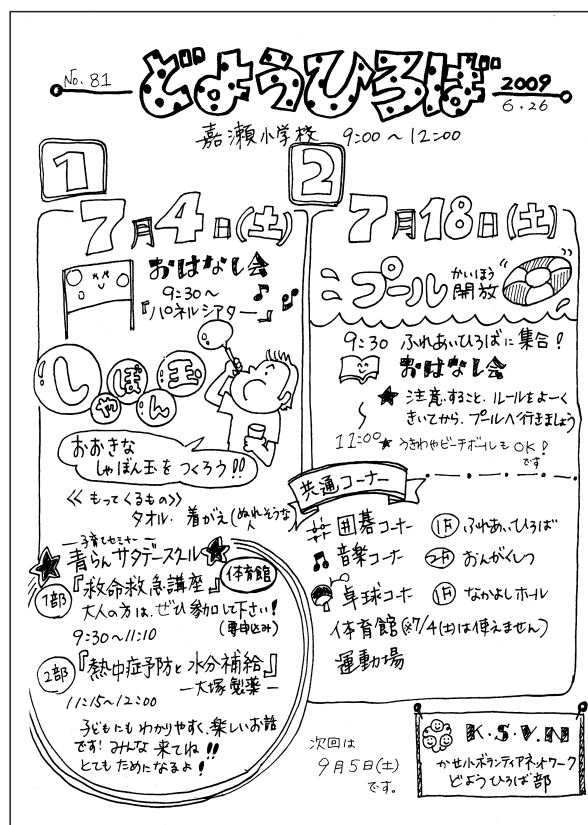 No. 81
どようひろば
2009
6.26
嘉瀬小学校 9:00~12:00
1
7月4日(土)
おはなし会
9:30~
『パネルシアター』
しゃぼん玉
おおきな
しゃぼん玉をつくろう!!
≪もってくるもの≫
タオル・着がえ(ぬれそうな人)
―子育てセミナー―
青らんサタデースクール
1部
『救命救急講座』
体育館
大人の方は、ぜひ参加して下さい!
9:30~11:10
(要申込み)
2部
『熱中症予防と水分補給』
11:15~12:00
―大塚製薬―
子どもにもわかりやすく、楽しいお話
です! みんな来てね!!
とてもためになるよ!
2
7月18日(土)
プール開放
かいほう
9:30 ふれあいひろばに集合!
おはなし会
★注意すること、ルールをよーく
きいてから、プールへ行きましょう
~
11:00
★うきわやビーチボールもOK!
です
共通コーナー
囲碁コーナー 1F ふれあいひろば
音楽コーナー 2F おんがくしつ
卓球コーナー 1F なかよしホール
体育館(※7/4(土)は使えません)
運動場
次回は
9月5日(土)
です。
K・S・V・N
かせ小ボランティアネットワーク
どようひろば部